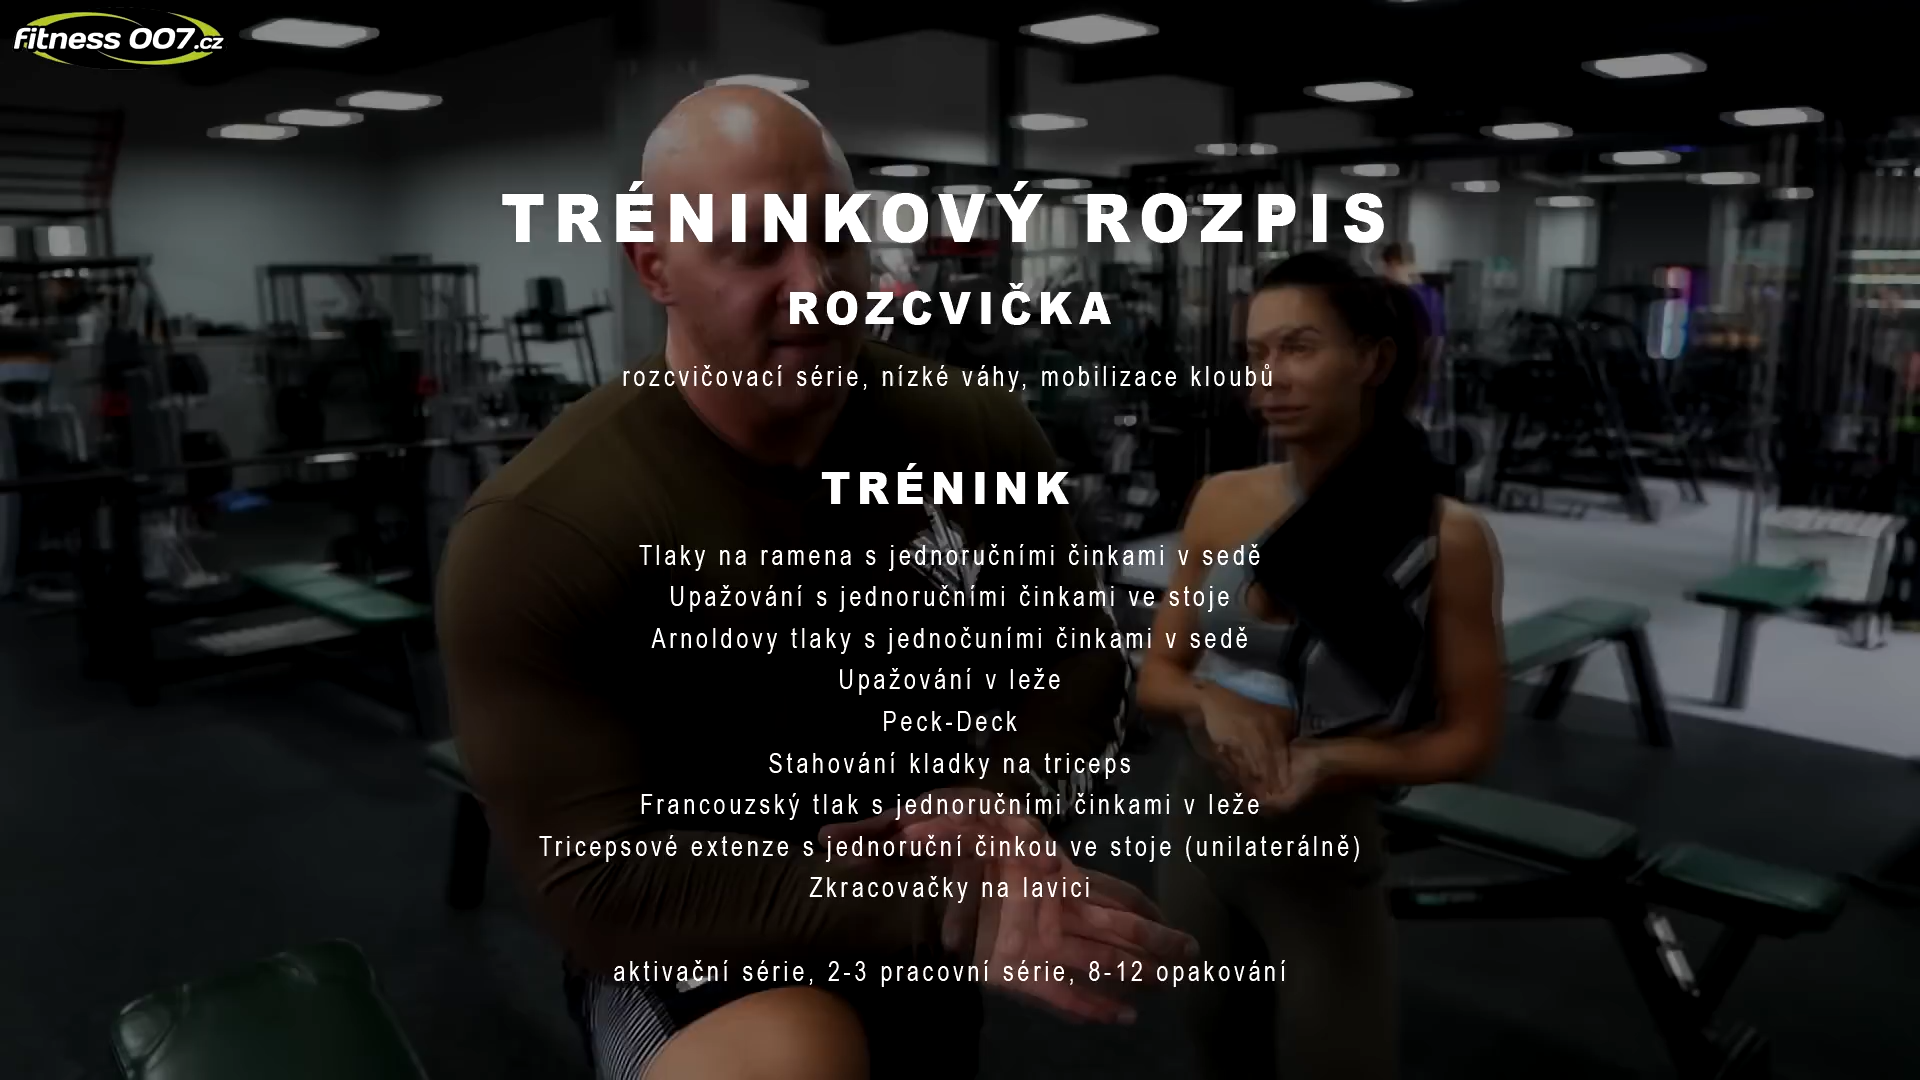 fitness 007.cz
TRÉNINKOVÝ ROZPIS
ROZCVIČKA
rozcvičovací série, nízké váhy, mobilizace kloubů
TRÉNINK
Tlaky na ramena s jednoručními činkami v sedě
Upažování s jednoručními činkami ve stoje
Arnoldovy tlaky s jednočuními činkami v sedě
Upažování v leže
Peck-Deck
Stahování kladky na triceps
Francouzský tlak s jednoručními činkami v leže
Tricepsové extenze s jednoruční činkou ve stoje (unilaterálně)
Zkracovačky na lavici
aktivační série, 2-3 pracovní série, 8-12 opakování